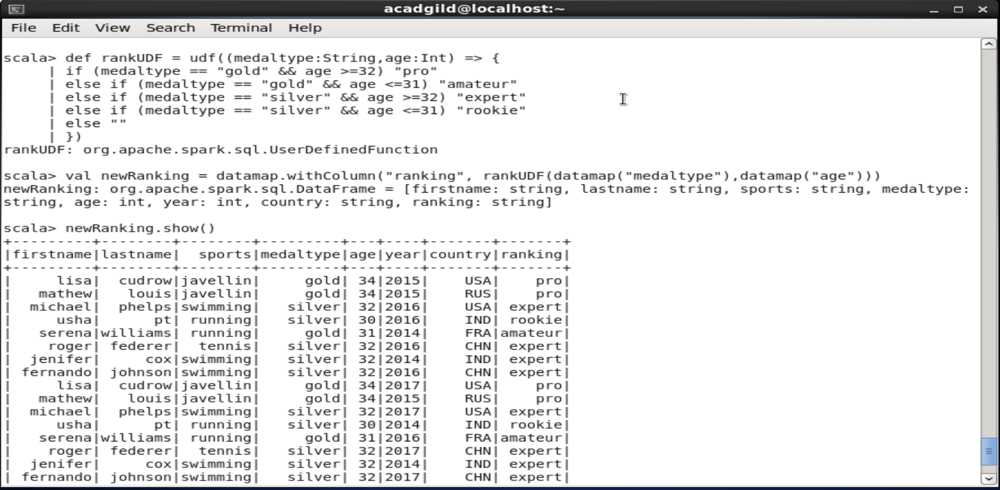 acadgild@localhost:~
File Edit View Search Terminal Help
scala> def rankUDF = udf((medaltype:String,age:Int) => {
     | if (medaltype == "gold" && age >=32) "pro"
     | else if (medaltype == "gold" && age <=31) "amateur"
     | else if (medaltype == "silver" && age >=32) "expert"
     | else if (medaltype == "silver" && age <=31) "rookie"
     | else ""
     | })
rankUDF: org.apache.spark.sql.UserDefinedFunction
scala> val newRanking = datamap.withColumn("ranking", rankUDF(datamap("medaltype"),datamap("age")))
newRanking: org.apache.spark.sql.DataFrame = [firstname: string, lastname: string, sports: string, medaltype:
string, age: int, year: int, country: string, ranking: string]
scala> newRanking.show()
+---------+--------+--------+---------+---+----+-------+-------+
|firstname|lastname|  sports|medaltype|age|year|country|ranking|
+---------+--------+--------+---------+---+----+-------+-------+
|     lisa|  cudrow|javellin|     gold| 34|2015|    USA|    pro|
|   mathew|   louis|javellin|     gold| 34|2015|    RUS|    pro|
|  michael|  phelps|swimming|   silver| 32|2016|    USA| expert|
|     usha|      pt| running|   silver| 30|2016|    IND| rookie|
|   serena|williams| running|     gold| 31|2014|    FRA|amateur|
|    roger| federer|  tennis|   silver| 32|2016|    CHN| expert|
|  jenifer|     cox|swimming|   silver| 32|2014|    IND| expert|
| fernando| johnson|swimming|   silver| 32|2016|    CHN| expert|
|     lisa|  cudrow|javellin|     gold| 34|2017|    USA|    pro|
|   mathew|   louis|javellin|     gold| 34|2015|    RUS|    pro|
|  michael|  phelps|swimming|   silver| 32|2017|    USA| expert|
|     usha|      pt| running|   silver| 30|2014|    IND| rookie|
|   serena|williams| running|     gold| 31|2016|    FRA|amateur|
|    roger| federer|  tennis|   silver| 32|2017|    CHN| expert|
|  jenifer|     cox|swimming|   silver| 32|2014|    IND| expert|
| fernando| johnson|swimming|   silver| 32|2017|    CHN| expert|